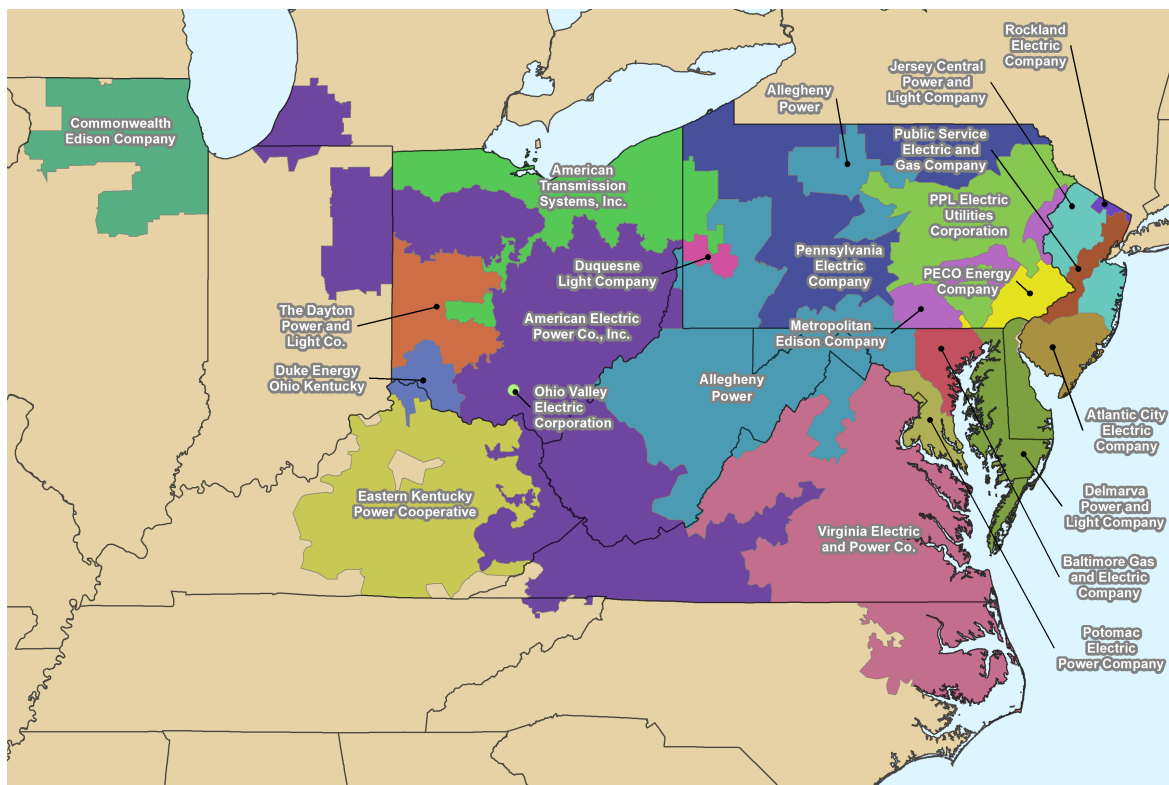 Rockland
Electric
Company
Jersey Central
Power and
Light Company
Allegheny
Power
Commonwealth
Edison Company
Public Service
Electric and
Gas Company
American
Transmission
Systems, Inc.
PPL Electric
Utilities
Corporation
Duquesne
Light Company
Pennsylvania
Electric
Company
PECO Energy
Company
The Dayton
Power and
Light Co.
American Electric
Power Co., Inc.
Metropolitan
Edison Company
Duke Energy
Ohio Kentucky
Ohio Valley
Electric
Corporation
Allegheny
Power
Atlantic City
Electric
Company
Eastern Kentucky
Power Cooperative
Delmarva
Power and
Light Company
Virginia Electric
and Power Co.
Baltimore Gas
and Electric
Company
Potomac
Electric
Power Company